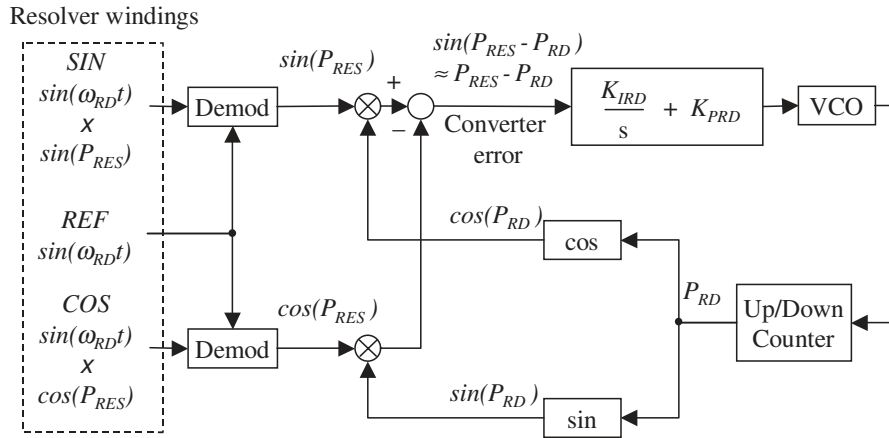 Resolver windings
SIN
sin(ω_RD t)
x
sin(P_RES)
REF
sin(ω_RD t)
COS
sin(ω_RD t)
x
cos(P_RES)
Demod
Demod
sin(P_RES)
cos(P_RES)
+
−
sin(P_RES - P_RD)
≈ P_RES - P_RD
Converter
error
K_IRD
s
+ K_PRD
VCO
cos(P_RD)
cos
sin(P_RD)
sin
P_RD
Up/Down
Counter